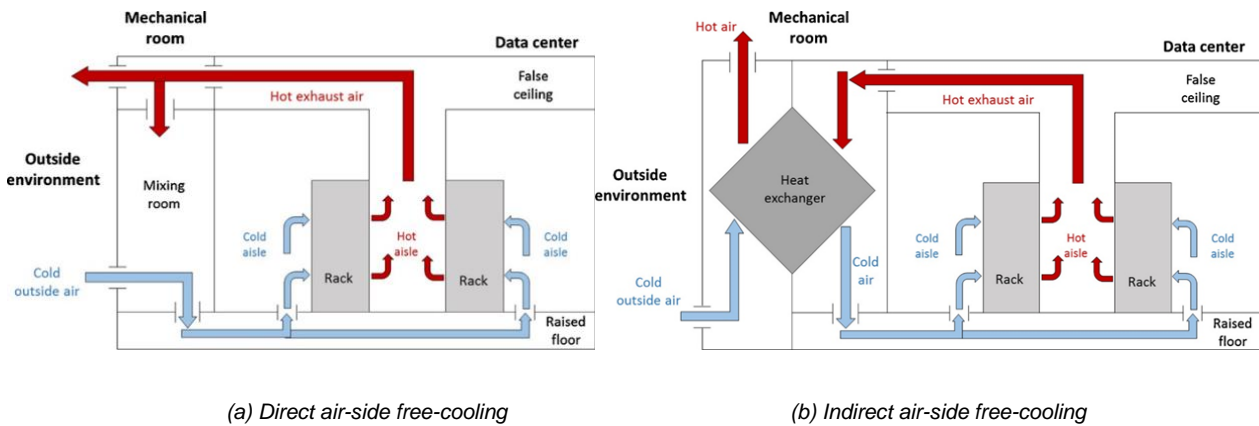 Mechanical
room
Data center
False
ceiling
Hot exhaust air
Outside
environment
Mixing
room
Cold
aisle
Hot
aisle
Cold
aisle
Cold
outside air
Rack
Rack
Raised
floor
(a) Direct air-side free-cooling
Hot air
Mechanical
room
Data center
False
ceiling
Hot exhaust air
Outside
environment
Heat
exchanger
Cold
aisle
Hot
aisle
Cold
aisle
Cold
outside air
Cold
air
Rack
Rack
Raised
floor
(b) Indirect air-side free-cooling